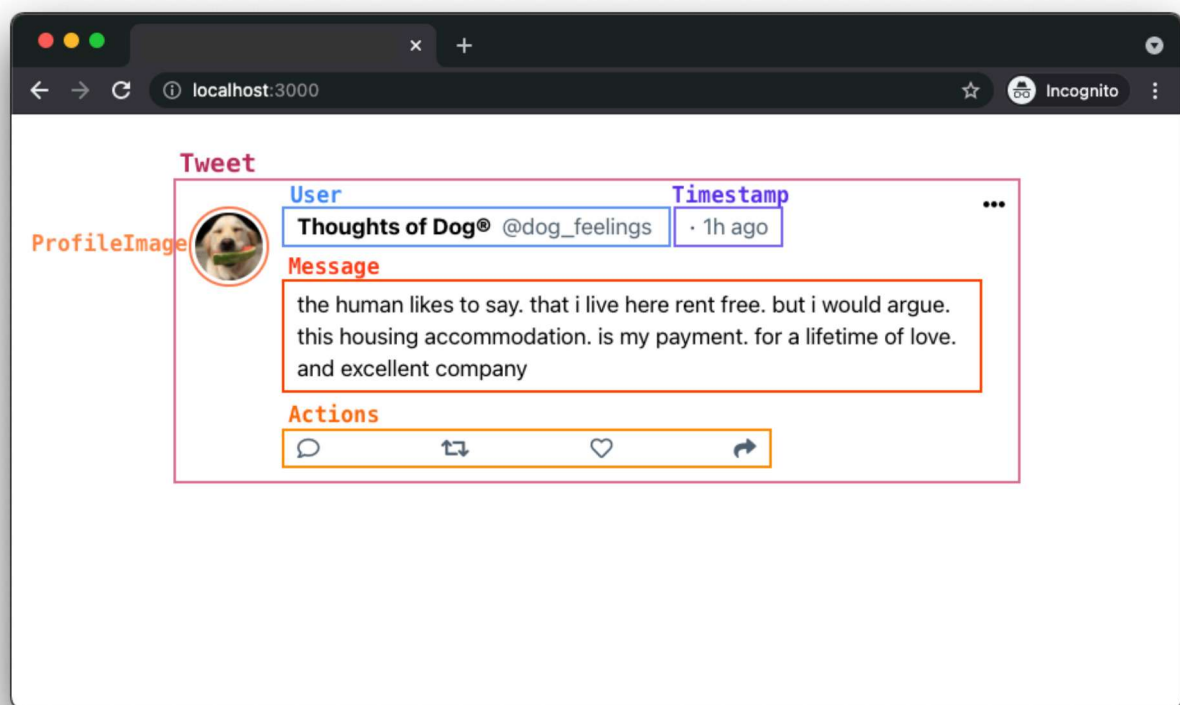 localhost:3000
Incognito
Tweet
User
Timestamp
Thoughts of Dog® @dog_feelings
· 1h ago
ProfileImage
Message
the human likes to say. that i live here rent free. but i would argue.
this housing accommodation. is my payment. for a lifetime of love.
and excellent company
Actions